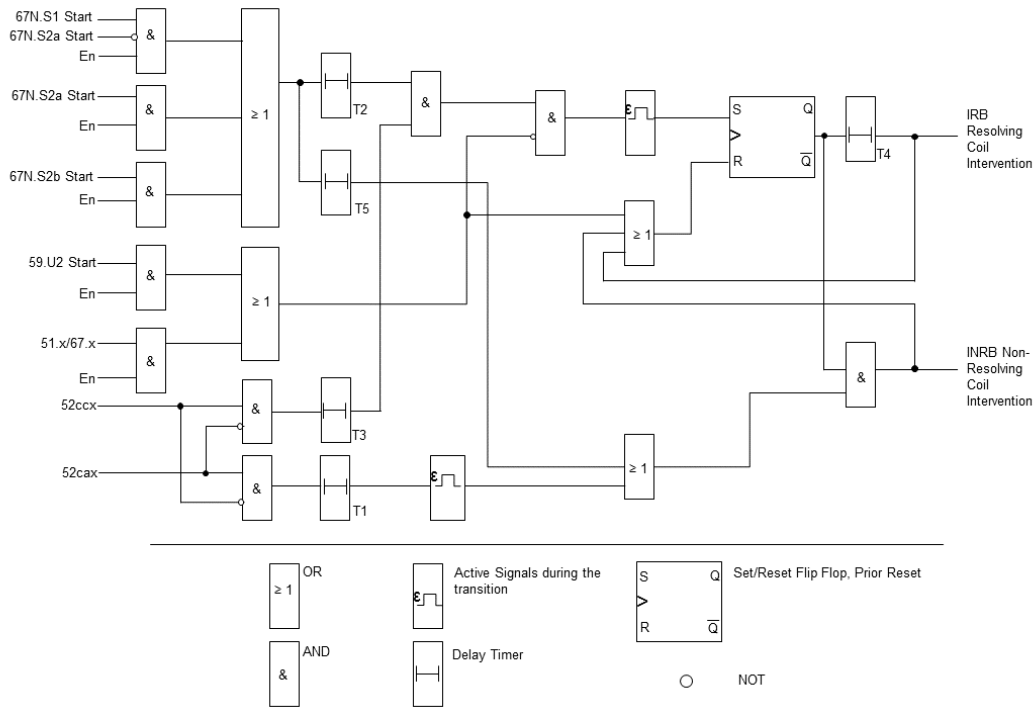 67N.S1 Start
67N.S2a Start
En
&
67N.S2a Start
En
&
67N.S2b Start
En
&
≥ 1
T2
T5
&
&
ε
S Q
R Q
T4
IRB
Resolving
Coil
Intervention
59.U2 Start
En
&
51.x/67.x
En
&
≥ 1
≥ 1
52ccx
&
T3
52cax
&
T1
ε
≥ 1
&
INRB Non-
Resolving
Coil
Intervention
≥ 1
OR
&
AND
ε
Active Signals during the
transition
Delay Timer
S Q
R Q
Set/Reset Flip Flop, Prior Reset
NOT